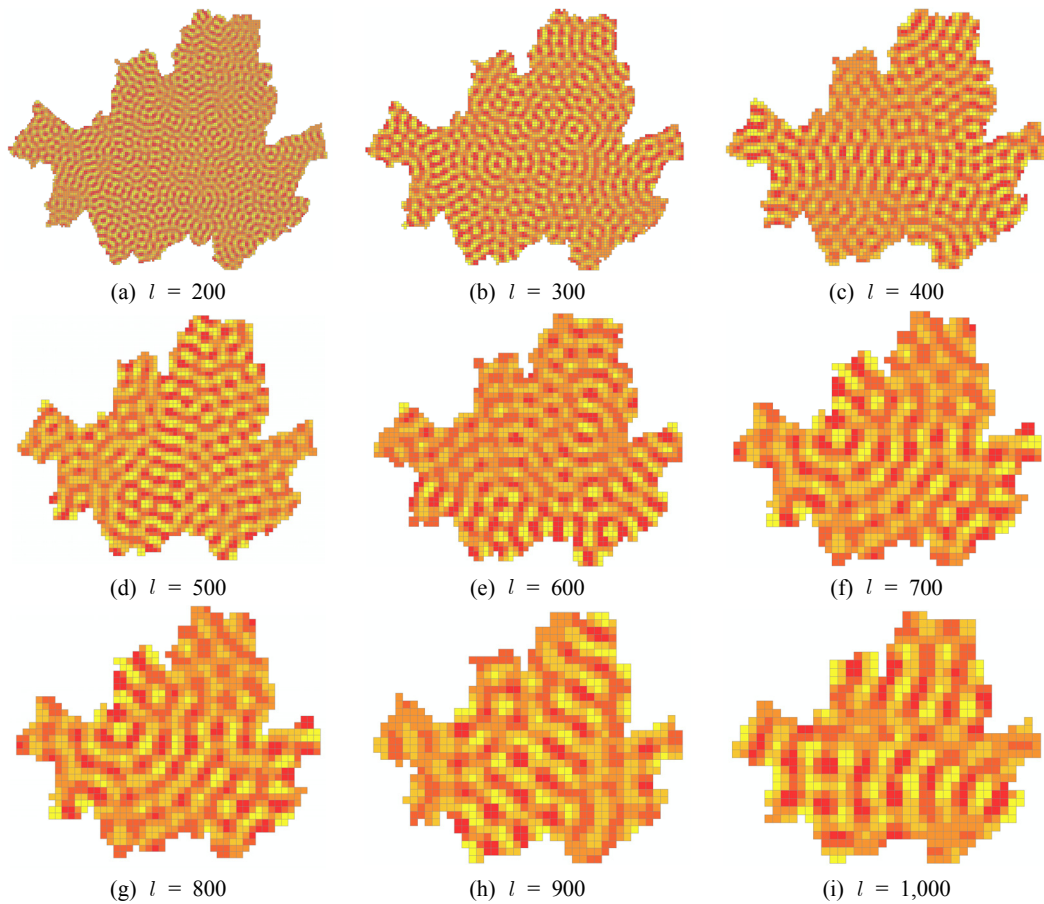 (a) l = 200
(b) l = 300
(c) l = 400
(d) l = 500
(e) l = 600
(f) l = 700
(g) l = 800
(h) l = 900
(i) l = 1,000